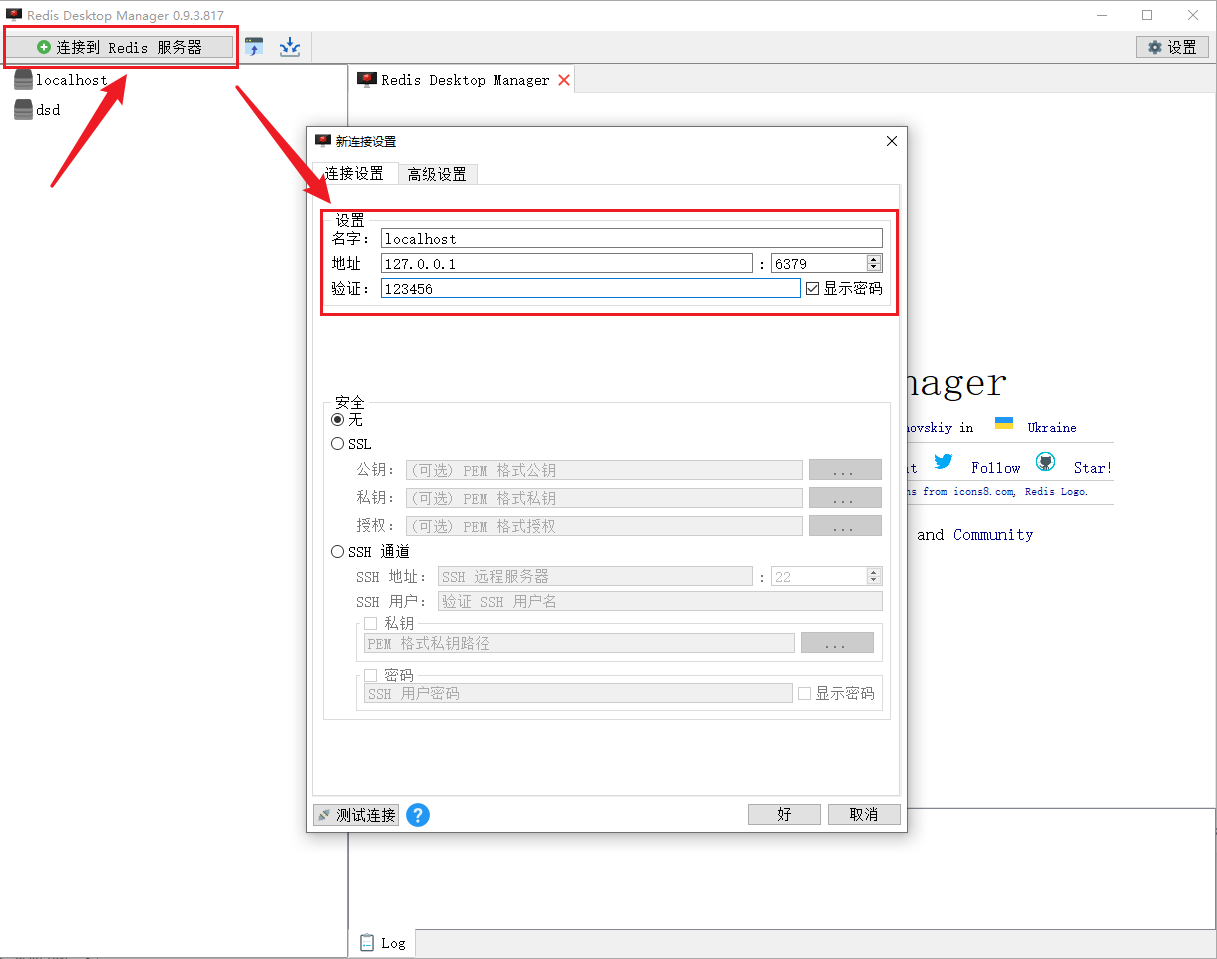 Redis Desktop Manager 0.9.3.817
连接到 Redis 服务器
设置
localhost
dsd
Redis Desktop Manager
新连接设置
连接设置 高级设置
设置
名字： localhost
地址 127.0.0.1 : 6379
验证： 123456 显示密码
安全
无
SSL
公钥： (可选) PEM 格式公钥 ...
私钥： (可选) PEM 格式私钥 ...
授权： (可选) PEM 格式授权 ...
SSH 通道
SSH 地址： SSH 远程服务器 : 22
SSH 用户： 验证 SSH 用户名
私钥
PEM 格式私钥路径 ...
密码
SSH 用户密码 显示密码
测试连接 ? 好 取消
nager
in Ukraine
Follow Star!
from icons8.com, Redis Logo.
and Community
Log